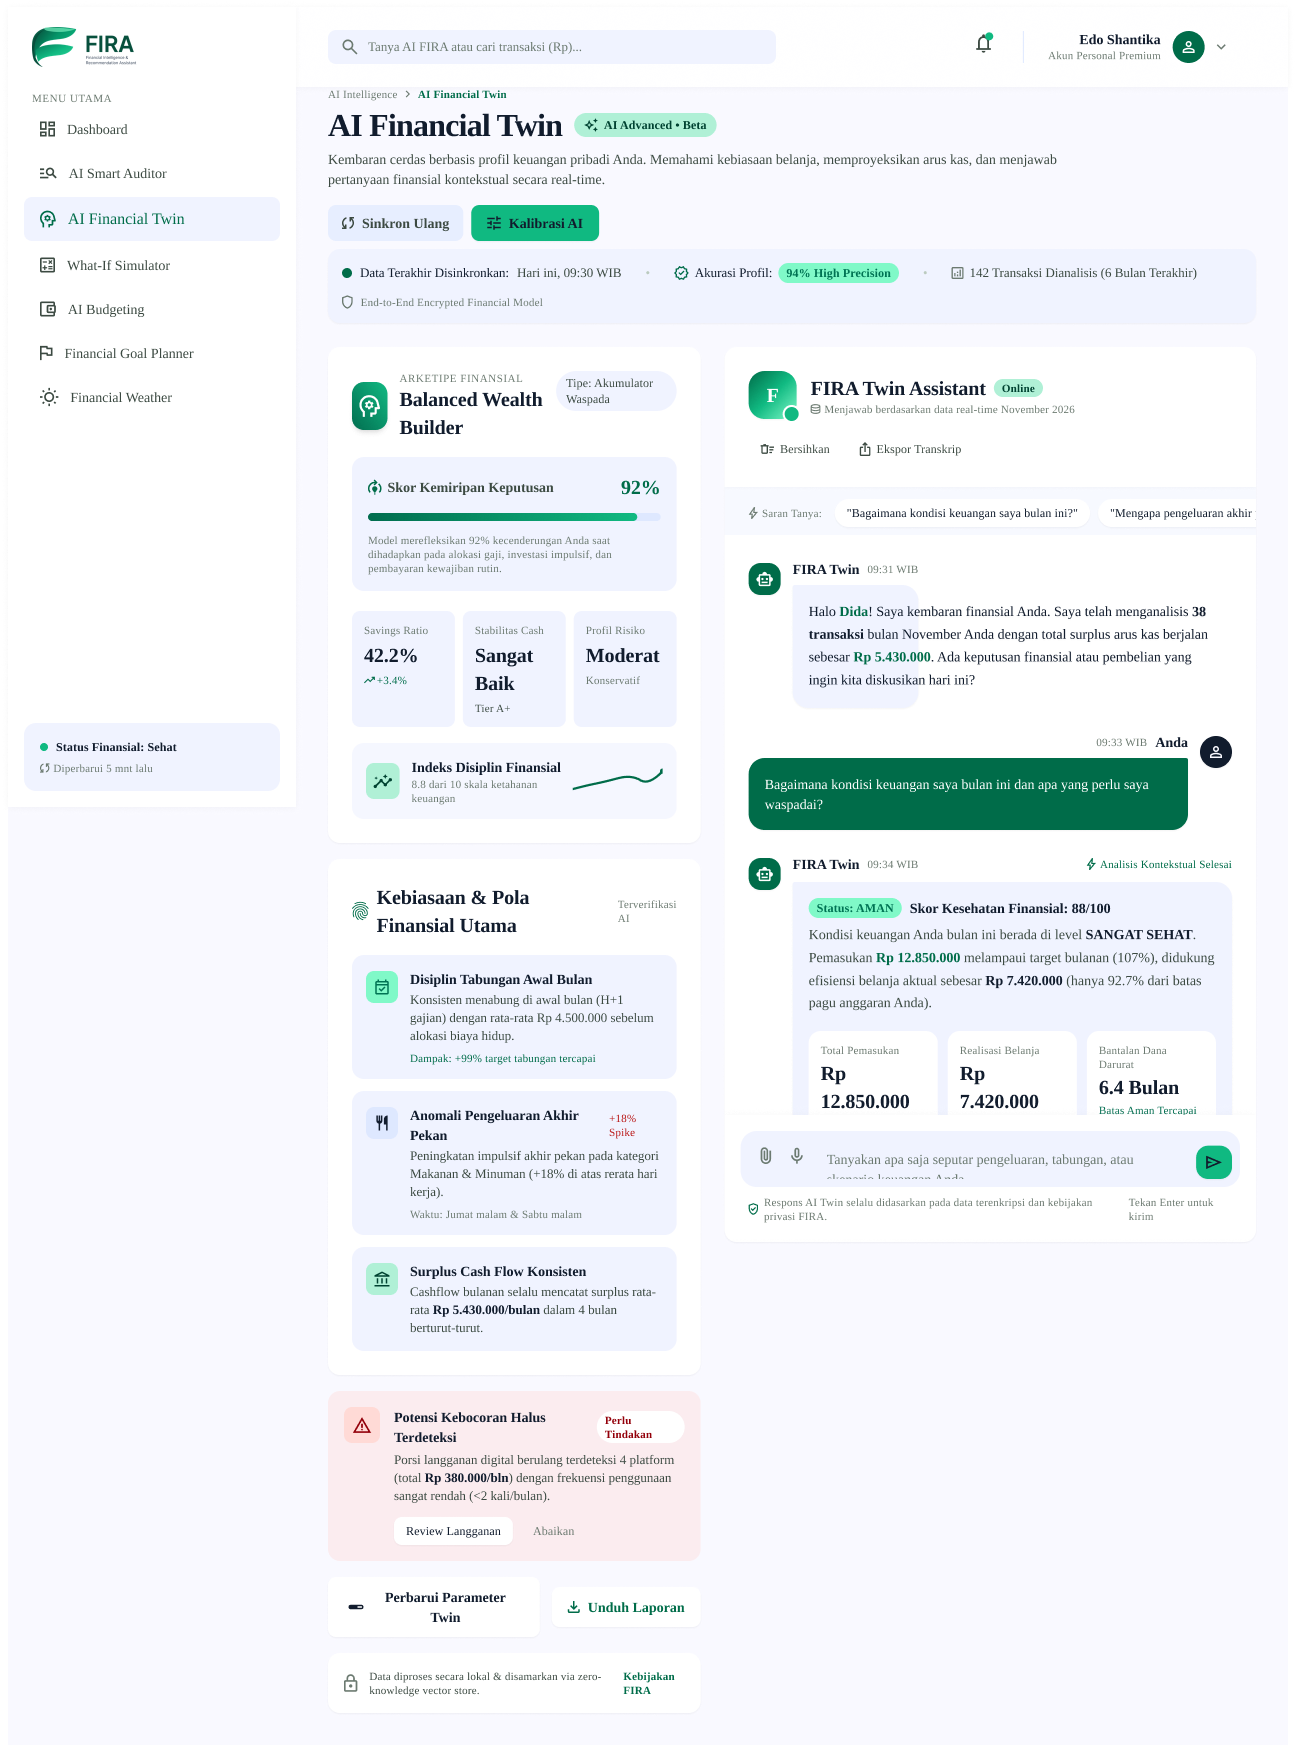 FIRA
Financial Intelligence &
Recommendation Assistant
Tanya AI FIRA atau cari transaksi (Rp)...
Edo Shantika
Akun Personal Premium
MENU UTAMA
Dashboard
AI Smart Auditor
AI Financial Twin
What-If Simulator
AI Budgeting
Financial Goal Planner
Financial Weather
Status Finansial: Sehat
Diperbarui 5 mnt lalu
AI Intelligence > AI Financial Twin
AI Financial Twin AI Advanced • Beta
Kembaran cerdas berbasis profil keuangan pribadi Anda. Memahami kebiasaan belanja, memproyeksikan arus kas, dan menjawab
pertanyaan finansial kontekstual secara real-time.
Sinkron Ulang Kalibrasi AI
Data Terakhir Disinkronkan: Hari ini, 09:30 WIB • Akurasi Profil: 94% High Precision • 142 Transaksi Dianalisis (6 Bulan Terakhir)
End-to-End Encrypted Financial Model
ARKETIPE FINANSIAL
Balanced Wealth
Builder
Tipe: Akumulator
Waspada
Skor Kemiripan Keputusan 92%
Model merefleksikan 92% kecenderungan Anda saat
dihadapkan pada alokasi gaji, investasi impulsif, dan
pembayaran kewajiban rutin.
Savings Ratio
42.2%
+3.4%
Stabilitas Cash
Sangat
Baik
Tier A+
Profil Risiko
Moderat
Konservatif
Indeks Disiplin Finansial
8.8 dari 10 skala ketahanan
keuangan
Kebiasaan & Pola
Finansial Utama
Terverifikasi
AI
Disiplin Tabungan Awal Bulan
Konsisten menabung di awal bulan (H+1
gajian) dengan rata-rata Rp 4.500.000 sebelum
alokasi biaya hidup.
Dampak: +99% target tabungan tercapai
Anomali Pengeluaran Akhir
Pekan
+18%
Spike
Peningkatan impulsif akhir pekan pada kategori
Makanan & Minuman (+18% di atas rerata hari
kerja).
Waktu: Jumat malam & Sabtu malam
Surplus Cash Flow Konsisten
Cashflow bulanan selalu mencatat surplus rata-
rata Rp 5.430.000/bulan dalam 4 bulan
berturut-turut.
Potensi Kebocoran Halus
Terdeteksi
Perlu
Tindakan
Porsi langganan digital berulang terdeteksi 4 platform
(total Rp 380.000/bln) dengan frekuensi penggunaan
sangat rendah (<2 kali/bulan).
Review Langganan Abaikan
Perbarui Parameter
Twin
Unduh Laporan
Data diproses secara lokal & disamarkan via zero-
knowledge vector store.
Kebijakan
FIRA
F
FIRA Twin Assistant Online
Menjawab berdasarkan data real-time November 2026
Bersihkan Ekspor Transkrip
Saran Tanya: "Bagaimana kondisi keuangan saya bulan ini?" "Mengapa pengeluaran akhir
FIRA Twin 09:31 WIB
Halo Dida! Saya kembaran finansial Anda. Saya telah menganalisis 38
transaksi bulan November Anda dengan total surplus arus kas berjalan
sebesar Rp 5.430.000. Ada keputusan finansial atau pembelian yang
ingin kita diskusikan hari ini?
09:33 WIB Anda
Bagaimana kondisi keuangan saya bulan ini dan apa yang perlu saya
waspadai?
FIRA Twin 09:34 WIB Analisis Kontekstual Selesai
Status: AMAN Skor Kesehatan Finansial: 88/100
Kondisi keuangan Anda bulan ini berada di level SANGAT SEHAT.
Pemasukan Rp 12.850.000 melampaui target bulanan (107%), didukung
efisiensi belanja aktual sebesar Rp 7.420.000 (hanya 92.7% dari batas
pagu anggaran Anda).
Total Pemasukan
Rp
12.850.000
Realisasi Belanja
Rp
7.420.000
Bantalan Dana
Darurat
6.4 Bulan
Batas Aman Tercapai
Tanyakan apa saja seputar pengeluaran, tabungan, atau
skenario keuangan Anda
Respons AI Twin selalu didasarkan pada data terenkripsi dan kebijakan
privasi FIRA.
Tekan Enter untuk
kirim